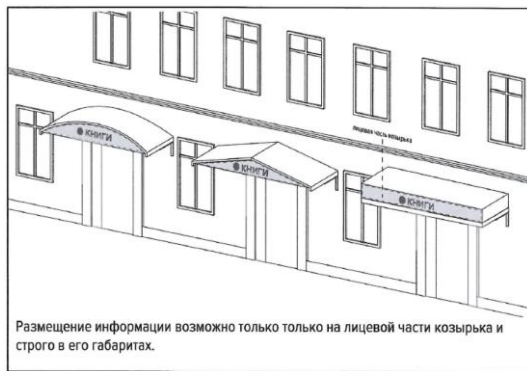 лицевая часть козырька
КНИГИ
КНИГИ
КНИГИ
Размещение информации возможно только только на лицевой части козырька и
строго в его габаритах.